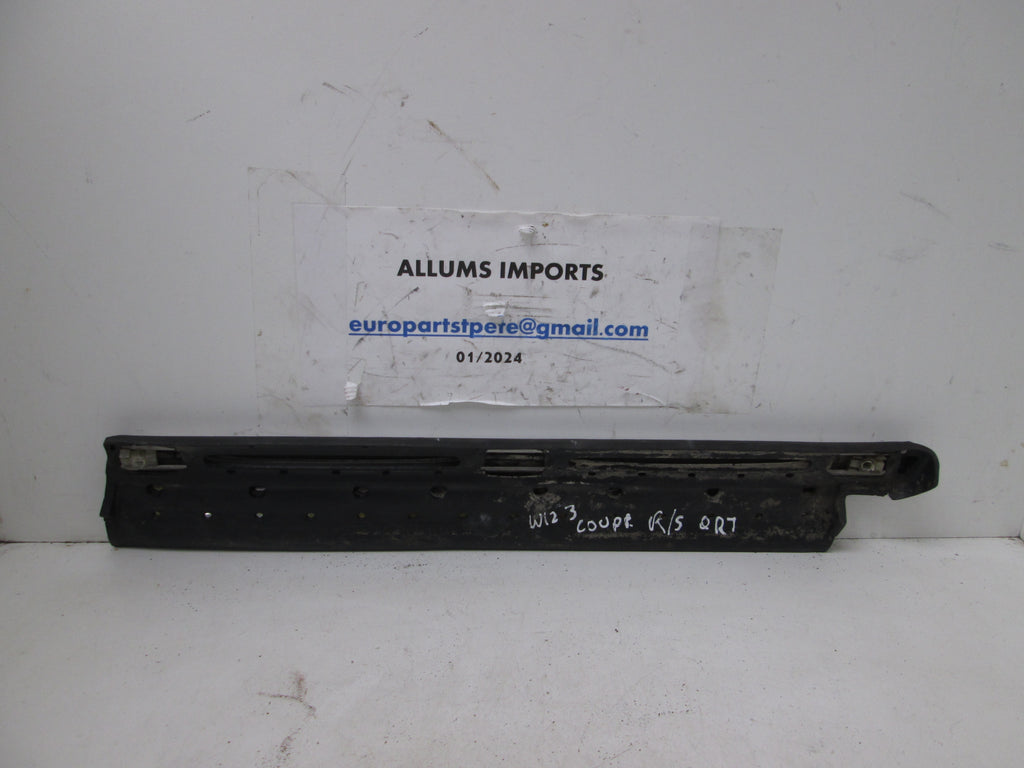 ALLUMS IMPORTS
europartstpere@gmail.com
01/2024
W123 COUPE R/S QRT